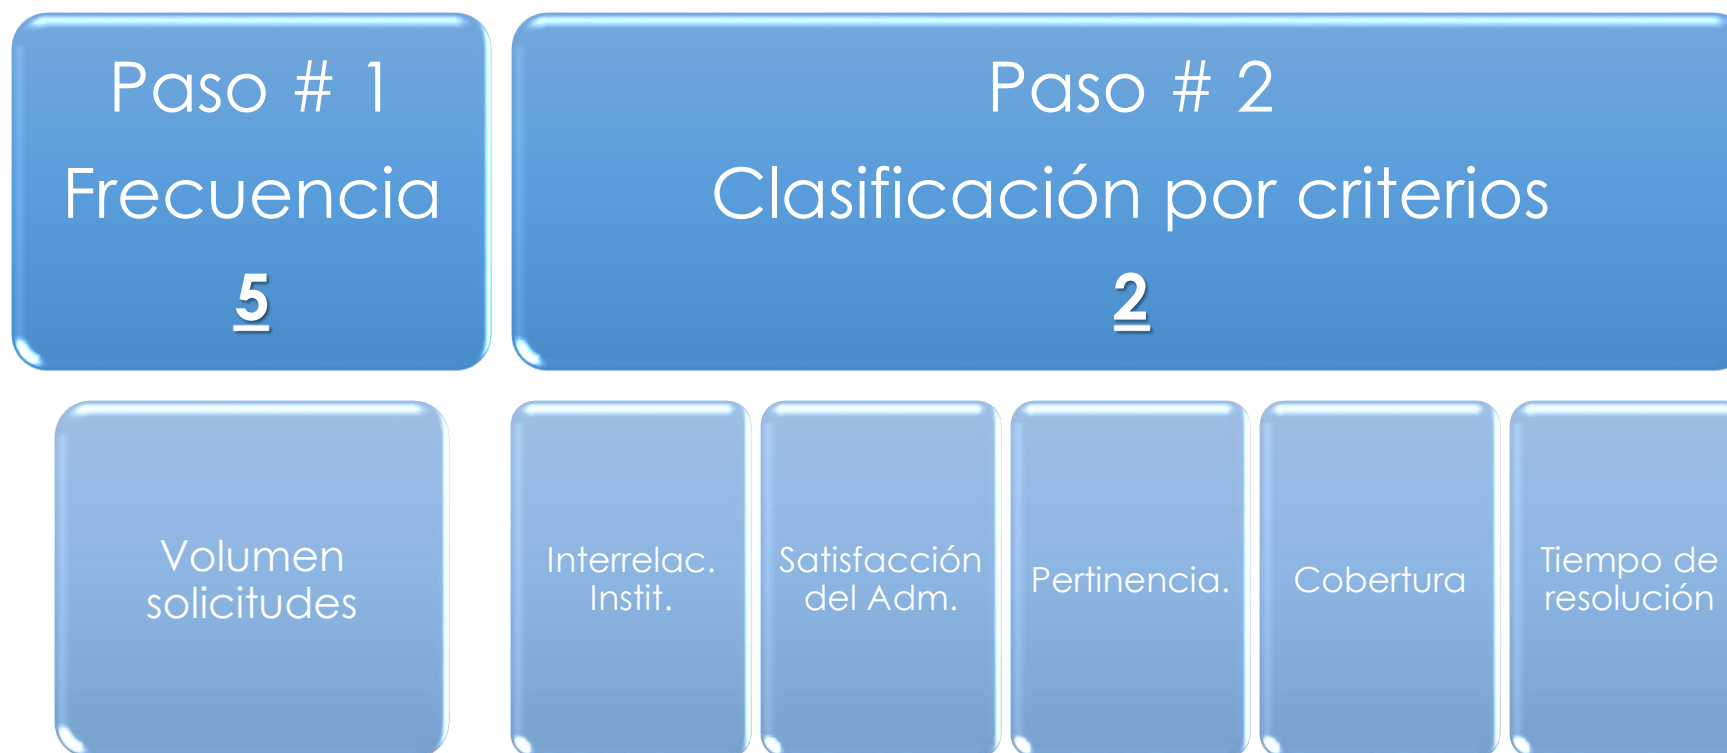 Paso # 1
Frecuencia
5
Paso # 2
Clasificación por criterios
2
Volumen
solicitudes
Interrelac.
Instit.
Satisfacción
del Adm.
Pertinencia.
Cobertura
Tiempo de
resolución